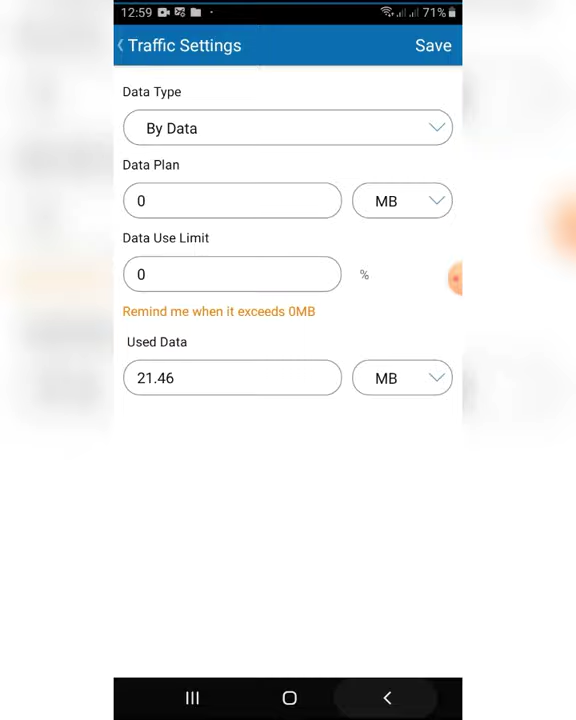 12:59 71%
Traffic Settings Save
Data Type
By Data
Data Plan
0 MB
Data Use Limit
0 %
Remind me when it exceeds 0MB
Used Data
21.46 MB